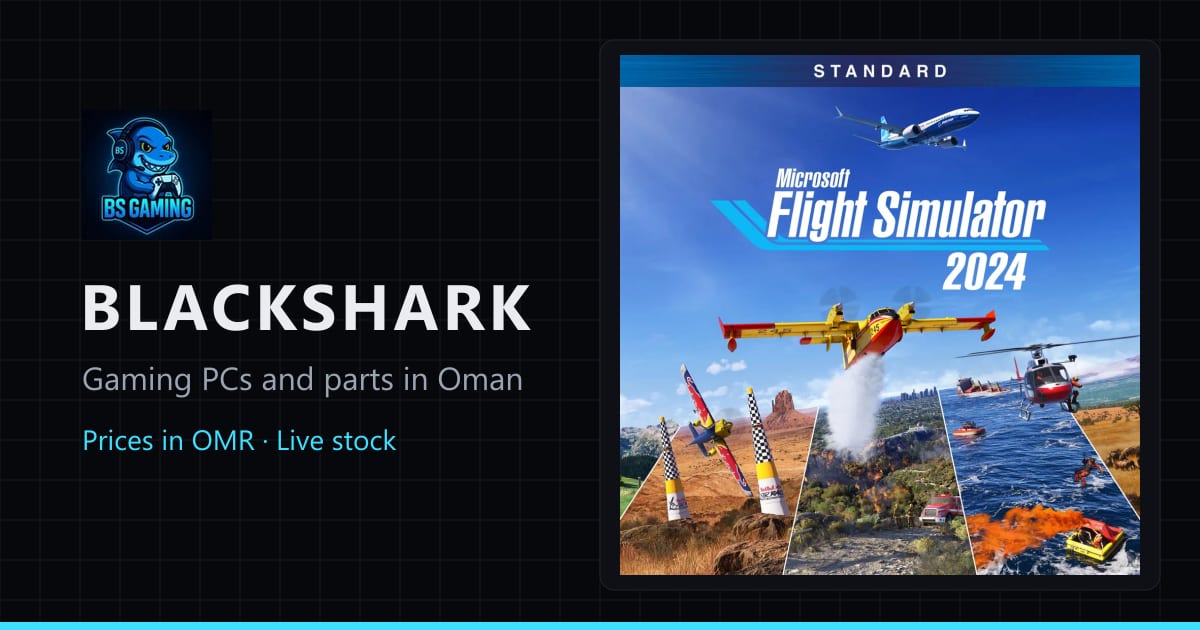 BS
BS GAMING
BLACKSHARK
Gaming PCs and parts in Oman
Prices in OMR · Live stock
STANDARD
Microsoft
Flight Simulator
2024